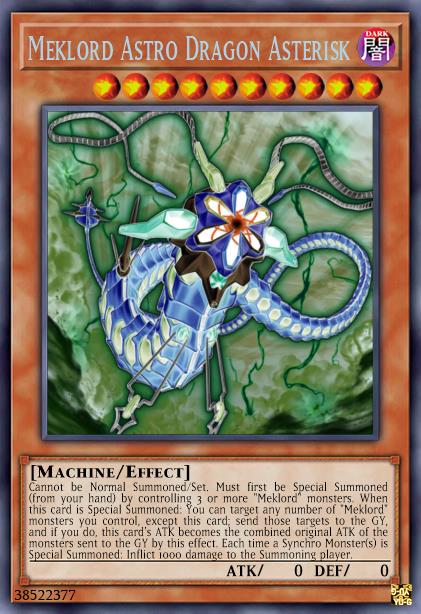 MEKLORD ASTRO DRAGON ASTERISK
DARK
闇
[MACHINE/EFFECT]
Cannot be Normal Summoned/Set. Must first be Special Summoned
(from your hand) by controlling 3 or more "Meklord" monsters. When
this card is Special Summoned: You can target any number of "Meklord"
monsters you control, except this card; send those targets to the GY,
and if you do, this card's ATK becomes the combined original ATK of the
monsters sent to the GY by this effect. Each time a Synchro Monster(s) is
Special Summoned: Inflict 1000 damage to the Summoning player.
ATK/ 0 DEF/ 0
38522377